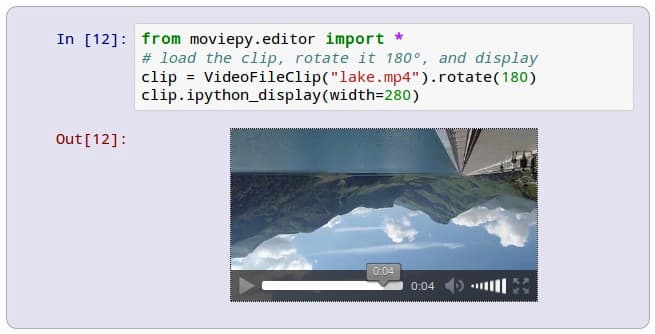 In [12]: from moviepy.editor import *
# load the clip, rotate it 180°, and display
clip = VideoFileClip("lake.mp4").rotate(180)
clip.ipython_display(width=280)
Out[12]:
0:04
0:04